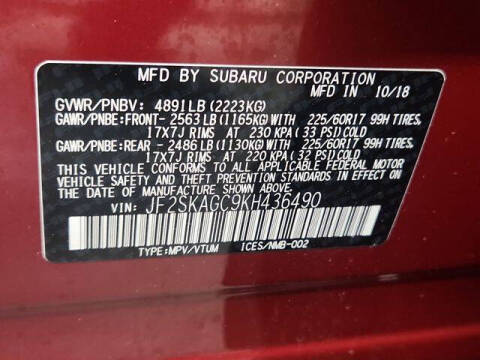 MFD BY SUBARU CORPORATION
MFD IN 10/18
GVWR/PNBV: 4891LB(2223KG)
GAWR/PNBE:FRONT-2563LB(1165KG)WITH 225/60R17 99H TIRES,
17X7J RIMS AT 230 KPA(33 PSI)COLD
GAWR/PNBE:REAR -2486LB(1130KG)WITH 225/60R17 99H TIRES,
17X7J RIMS AT 220 KPA(32 PSI)COLD
THIS VEHICLE CONFORMS TO ALL APPLICABLE FEDERAL MOTOR
VEHICLE SAFETY AND THEFT PREVENTION STANDARDS IN EFFECT ON
THE DATE OF MANUFACTURE SHOWN ABOVE.
VIN: JF2SKAGC9KH436490
TYPE:MPV/VTUM ICES/NMB-002